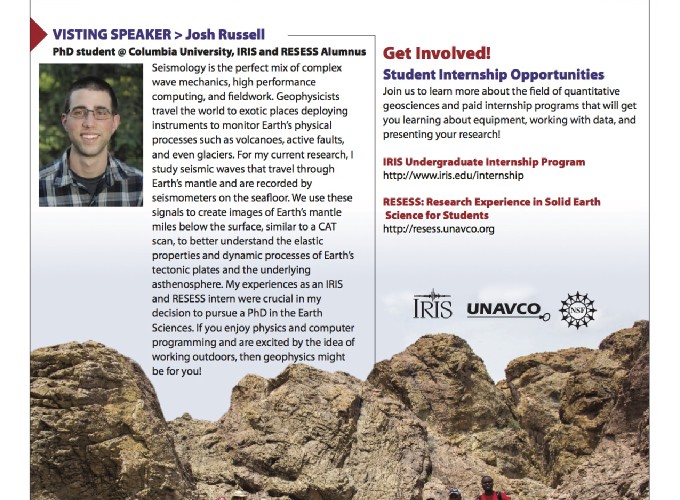 VISTING SPEAKER > Josh Russell
PhD student @ Columbia University, IRIS and RESESS Alumnus
Seismology is the perfect mix of complex
wave mechanics, high performance
computing, and fieldwork. Geophysicists
travel the world to exotic places deploying
instruments to monitor Earth's physical
processes such as volcanoes, active faults,
and even glaciers. For my current research, I
study seismic waves that travel through
Earth's mantle and are recorded by
seismometers on the seafloor. We use these
signals to create images of Earth's mantle
miles below the surface, similar to a CAT
scan, to better understand the elastic
properties and dynamic processes of Earth's
tectonic plates and the underlying
asthenosphere. My experiences as an IRIS
and RESESS intern were crucial in my
decision to pursue a PhD in the Earth
Sciences. If you enjoy physics and computer
programming and are excited by the idea of
working outdoors, then geophysics might
be for you!
Get Involved!
Student Internship Opportunities
Join us to learn more about the field of quantitative
geosciences and paid internship programs that will get
you learning about equipment, working with data, and
presenting your research!
IRIS Undergraduate Internship Program
http://www.iris.edu/internship
RESESS: Research Experience in Solid Earth
Science for Students
http://resess.unavco.org
IRIS
UNAVCO
NSF